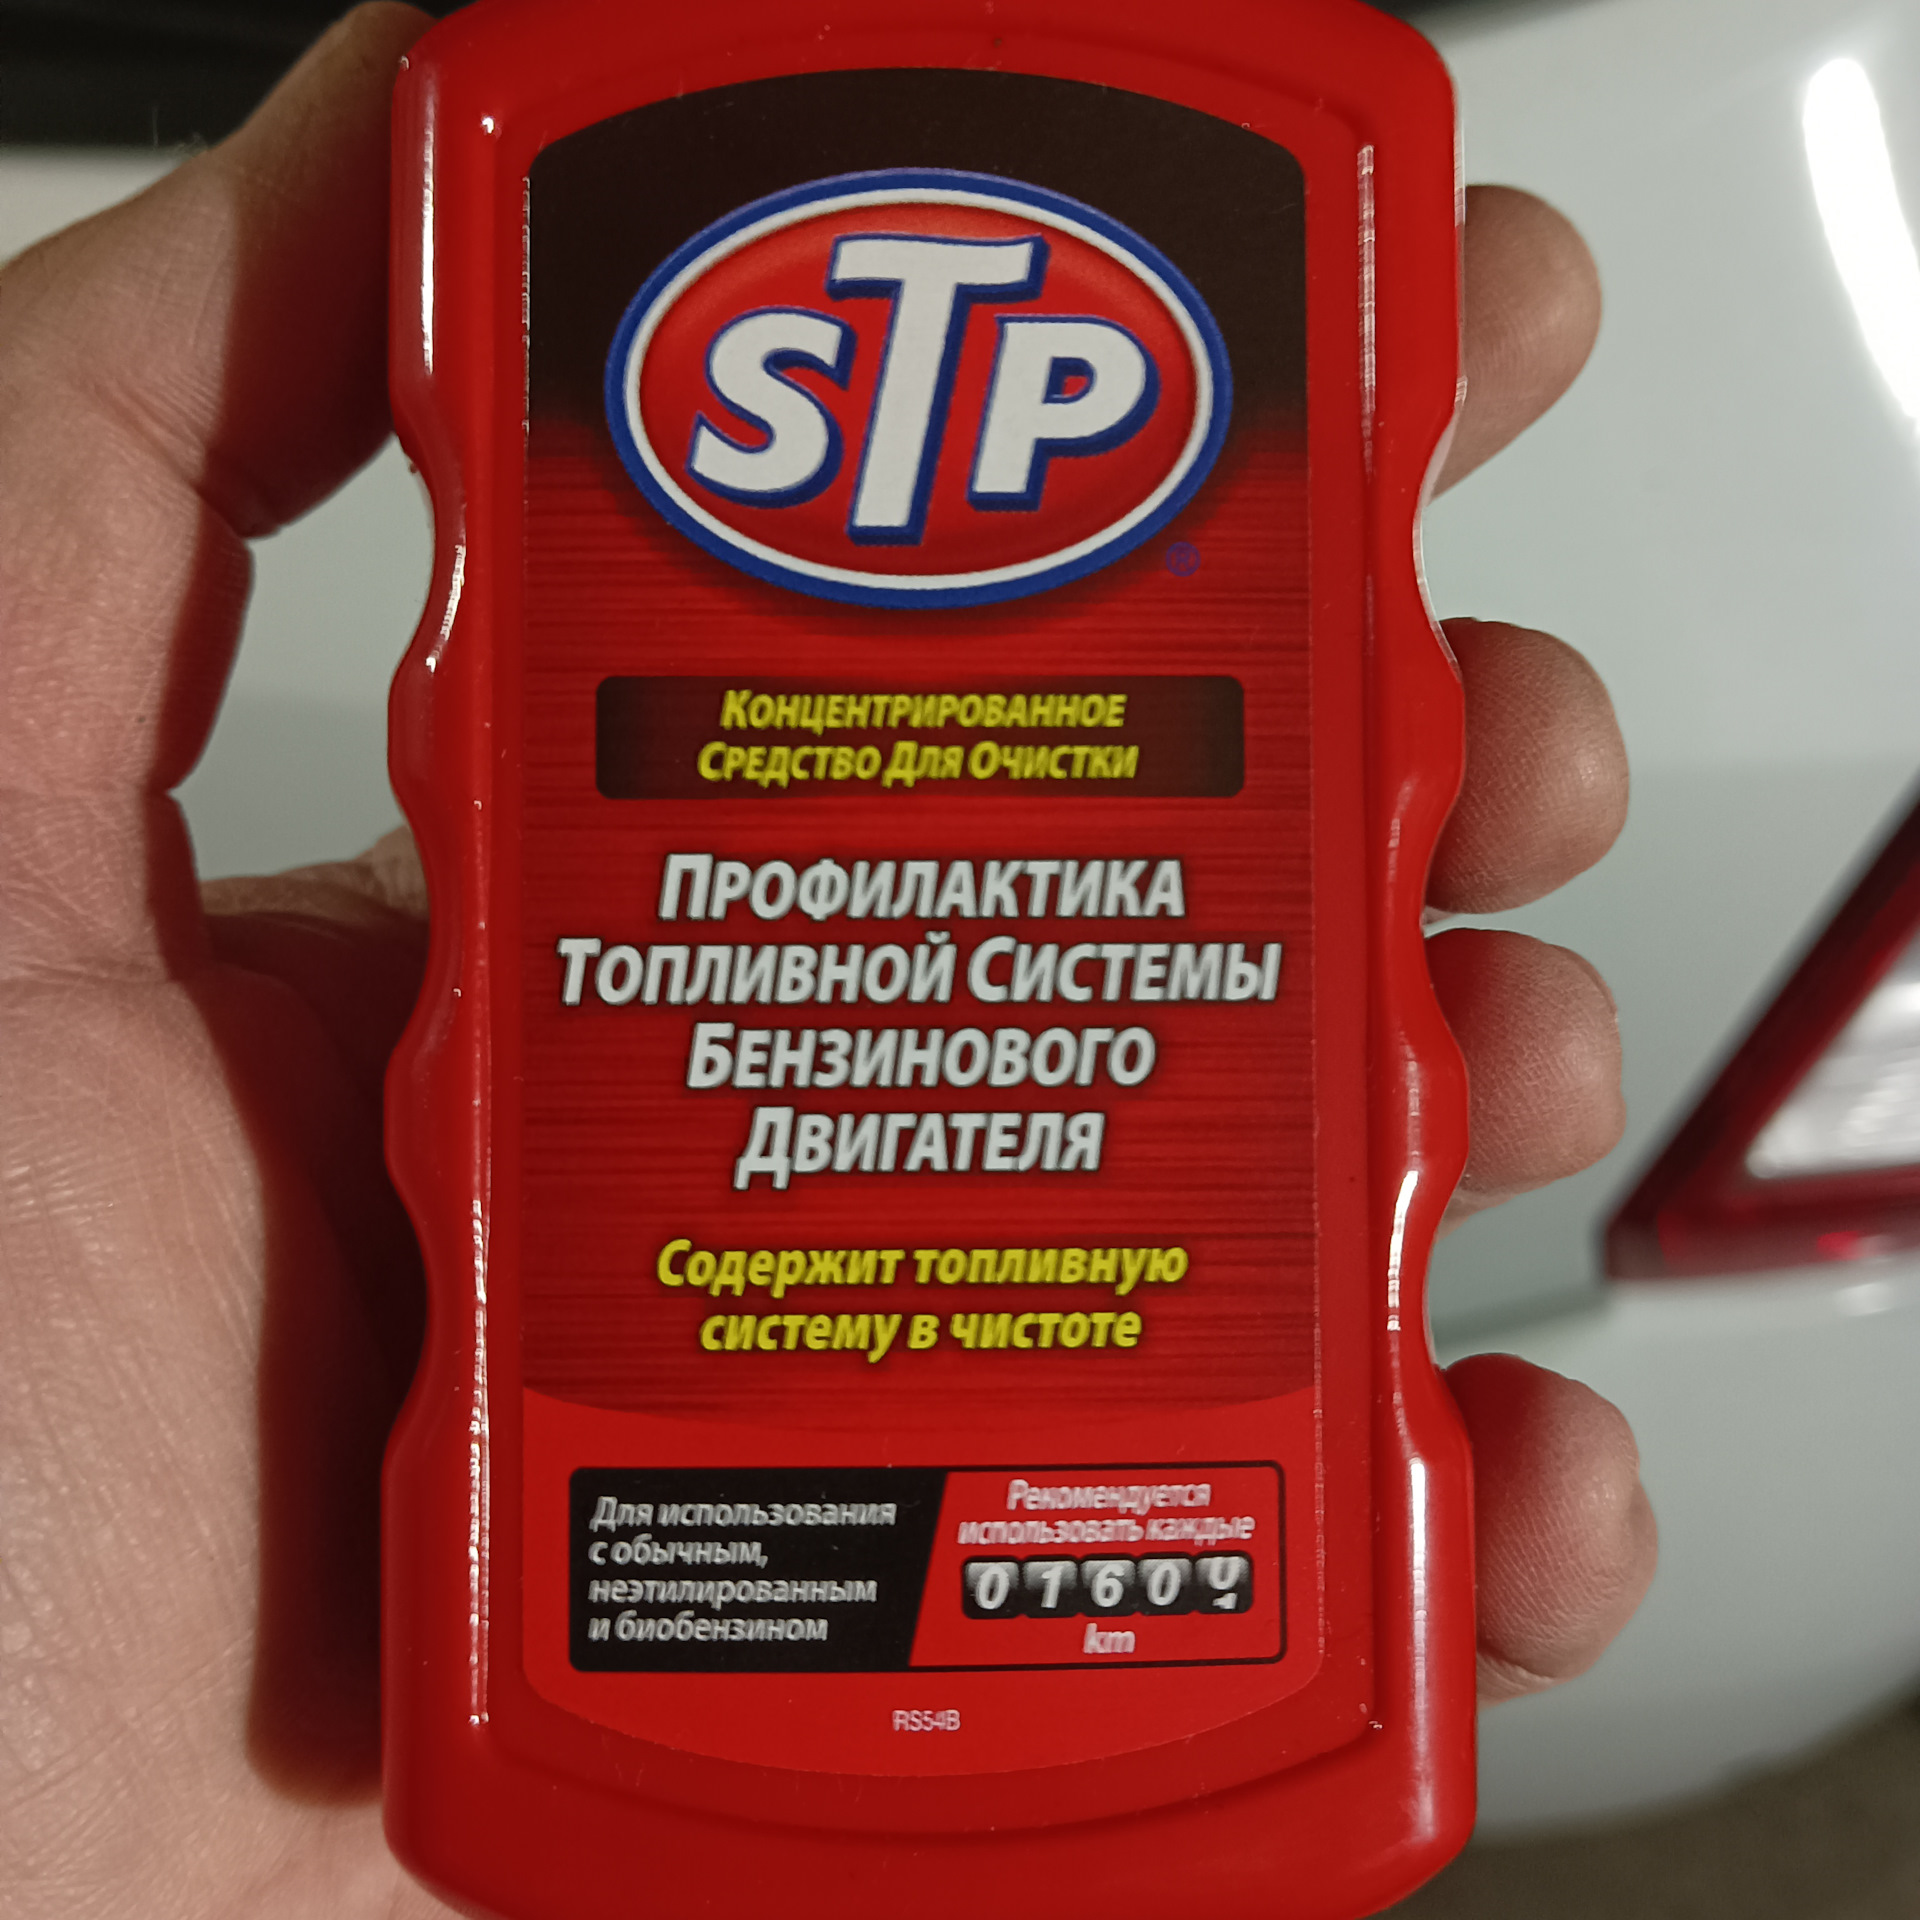 STP
®
Концентрированное
Средство Для Очистки
Профилактика
Топливной Системы
Бензинового
Двигателя
Содержит топливную
систему в чистоте
Для использования
с обычным,
неэтилированным
и биобензином
Рекомендуется
использовать каждые
01600
km
RS54B